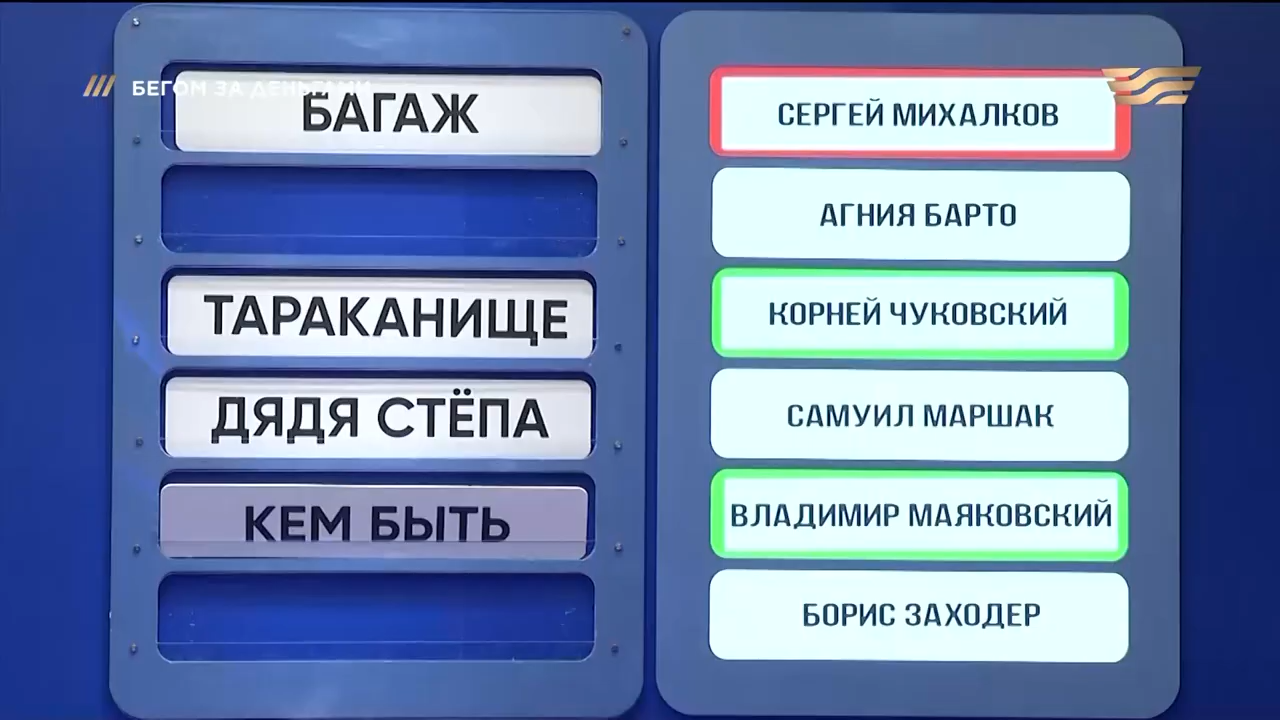 /// БЕГОМ ЗА ДЕНЬГАМИ
БАГАЖ
СЕРГЕЙ МИХАЛКОВ
АГНИЯ БАРТО
ТАРАКАНИЩЕ
КОРНЕЙ ЧУКОВСКИЙ
ДЯДЯ СТЁПА
САМУИЛ МАРШАК
КЕМ БЫТЬ
ВЛАДИМИР МАЯКОВСКИЙ
БОРИС ЗАХОДЕР